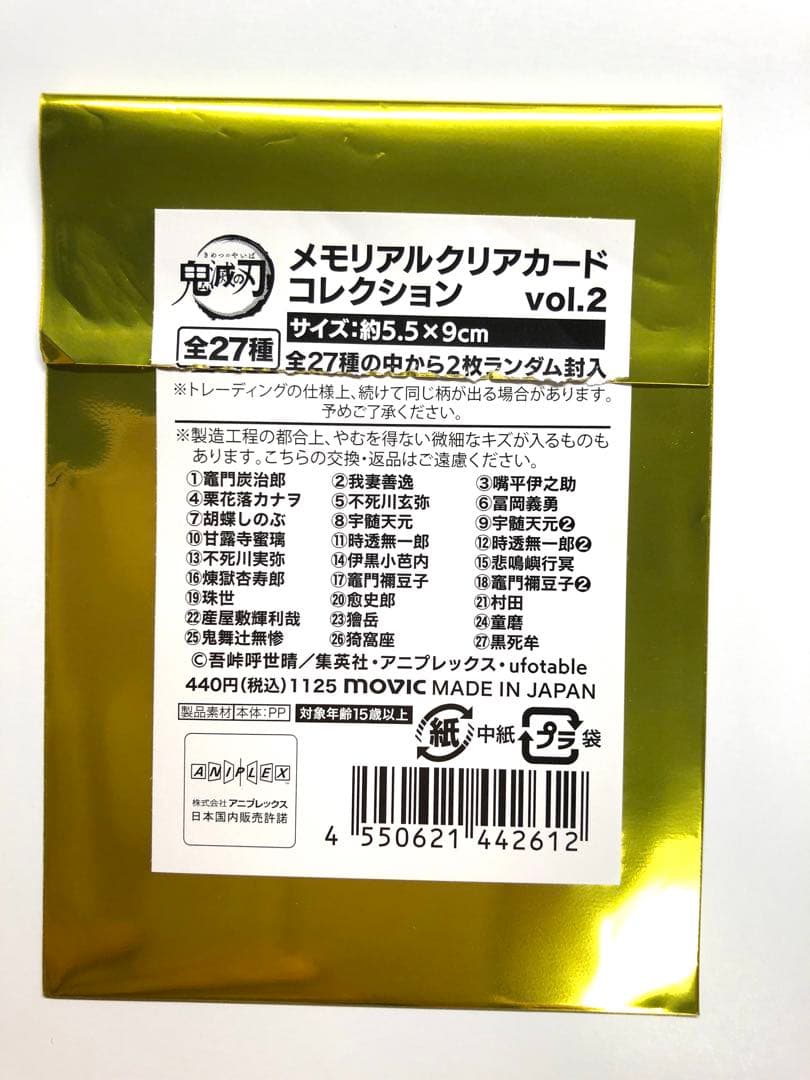 きめつのやいば
鬼滅の刃
メモリアルクリアカード
コレクション vol.2
サイズ:約5.5×9cm
全27種
全27種の中から2枚ランダム封入
※トレーディングの仕様上、続けて同じ柄が出る場合があります。
予めご了承ください。
※製造工程の都合上、やむを得ない微細なキズが入るものも
あります。こちらの交換・返品はご遠慮ください。
①竈門炭治郎 ②我妻善逸 ③嘴平伊之助
④栗花落カナヲ ⑤不死川玄弥 ⑥冨岡義勇
⑦胡蝶しのぶ ⑧宇髄天元 ⑨宇髄天元❷
⑩甘露寺蜜璃 ⑪時透無一郎 ⑫時透無一郎❷
⑬不死川実弥 ⑭伊黒小芭内 ⑮悲鳴嶼行冥
⑯煉獄杏寿郎 ⑰竈門禰豆子 ⑱竈門禰豆子❷
⑲珠世 ⑳愈史郎 ㉑村田
㉒産屋敷輝利哉 ㉓獪岳 ㉔童磨
㉕鬼舞辻無惨 ㉖猗窩座 ㉗黒死牟
©吾峠呼世晴/集英社・アニプレックス・ufotable
440円(税込)1125 movic MADE IN JAPAN
製品素材 本体:PP 対象年齢15歳以上
紙 中紙 プラ 袋
ANIPLEX
株式会社アニプレックス
日本国内販売許諾
4 550621 442612